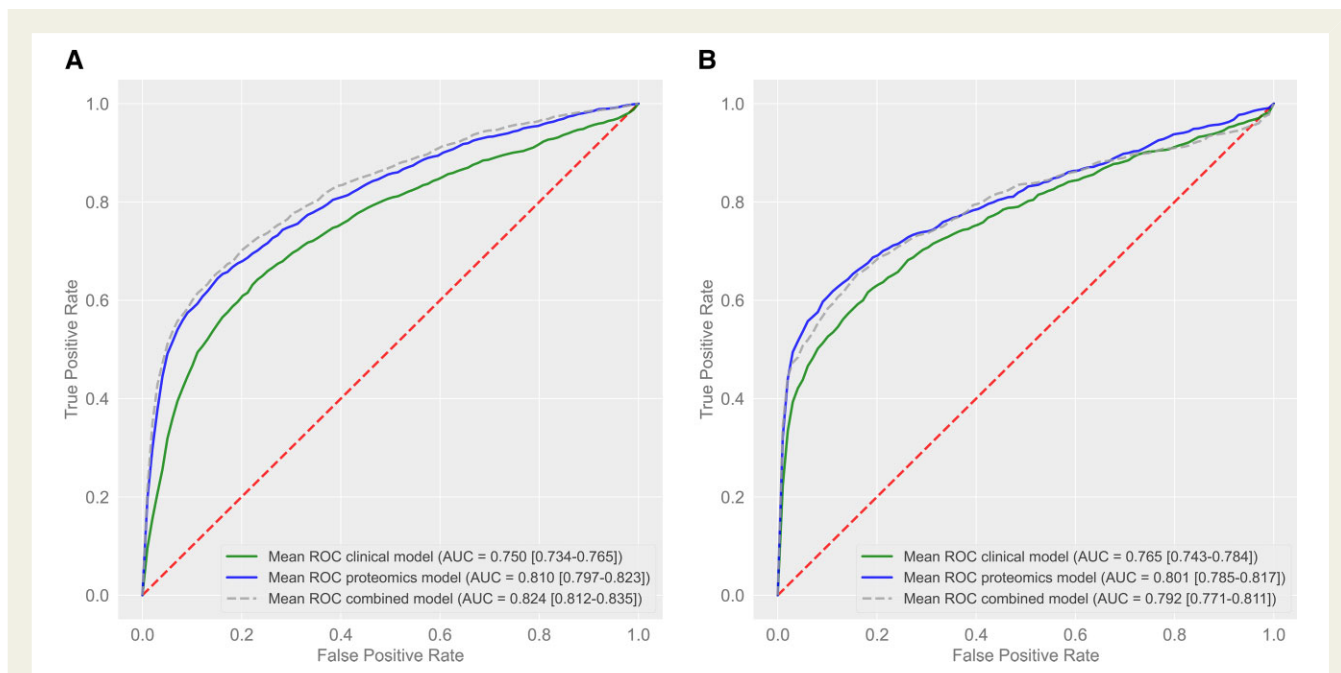 A
1.0
0.8
0.6
0.4
0.2
0.0
True Positive Rate
Mean ROC clinical model (AUC = 0.750 [0.734-0.765])
Mean ROC proteomics model (AUC = 0.810 [0.797-0.823])
Mean ROC combined model (AUC = 0.824 [0.812-0.835])
0.0 0.2 0.4 0.6 0.8 1.0
False Positive Rate
B
1.0
0.8
0.6
0.4
0.2
0.0
True Positive Rate
Mean ROC clinical model (AUC = 0.765 [0.743-0.784])
Mean ROC proteomics model (AUC = 0.801 [0.785-0.817])
Mean ROC combined model (AUC = 0.792 [0.771-0.811])
0.0 0.2 0.4 0.6 0.8 1.0
False Positive Rate